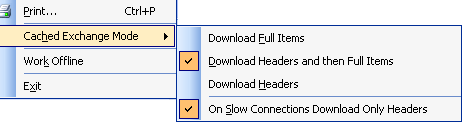 Print... Ctrl+P
Cached Exchange Mode
Download Full Items
Download Headers and then Full Items
Work Offline
Download Headers
Exit
On Slow Connections Download Only Headers